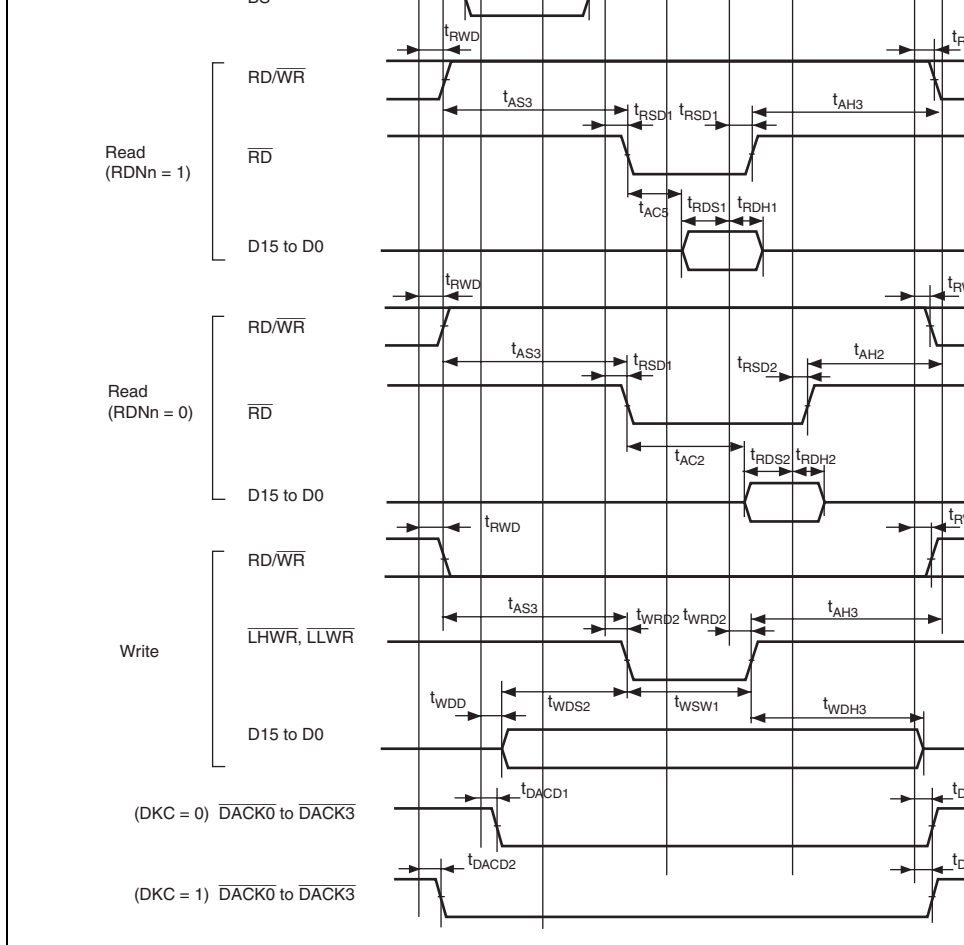 tRWD
RD/WR
tAS3
tRSD1 tRSD1
tAH3
Read
(RDNn = 1)
RD
tAC5
tRDS1
tRDH1
D15 to D0
tRWD
RD/WR
tAS3
tRSD1
tRSD2
tAH2
Read
(RDNn = 0)
RD
tAC2
tRDS2
tRDH2
D15 to D0
tRWD
RD/WR
tAS3
tWRD2 tWRD2
tAH3
Write
LHWR, LLWR
tWDD
tWDS2
tWSW1
tWDH3
D15 to D0
tDACD1
(DKC = 0) DACK0 to DACK3
tDACD2
(DKC = 1) DACK0 to DACK3